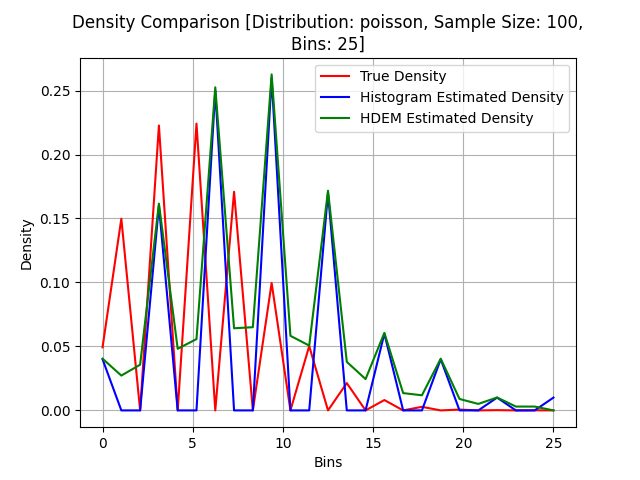 Density Comparison [Distribution: poisson, Sample Size: 100,
Bins: 25]
True Density
Histogram Estimated Density
HDEM Estimated Density
Density
0.25
0.20
0.15
0.10
0.05
0.00
0 5 10 15 20 25
Bins